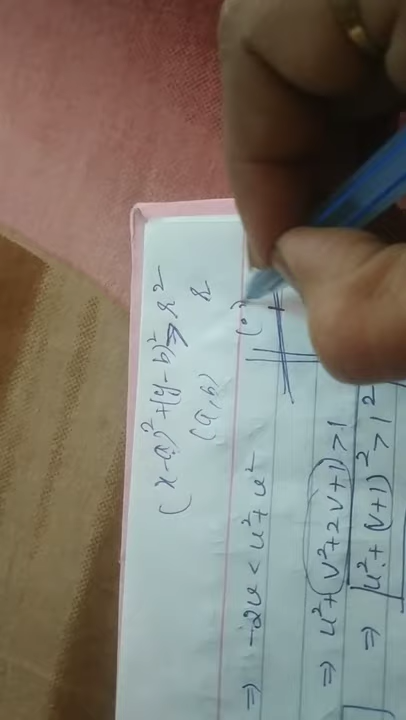 (x-a)²+(y-b)² ⩾ r²
(a, b) r
⇒ -2v < u²+v²
⇒ u²+(v²+2v+1)>1
⇒ u²+(v+1)²>1²